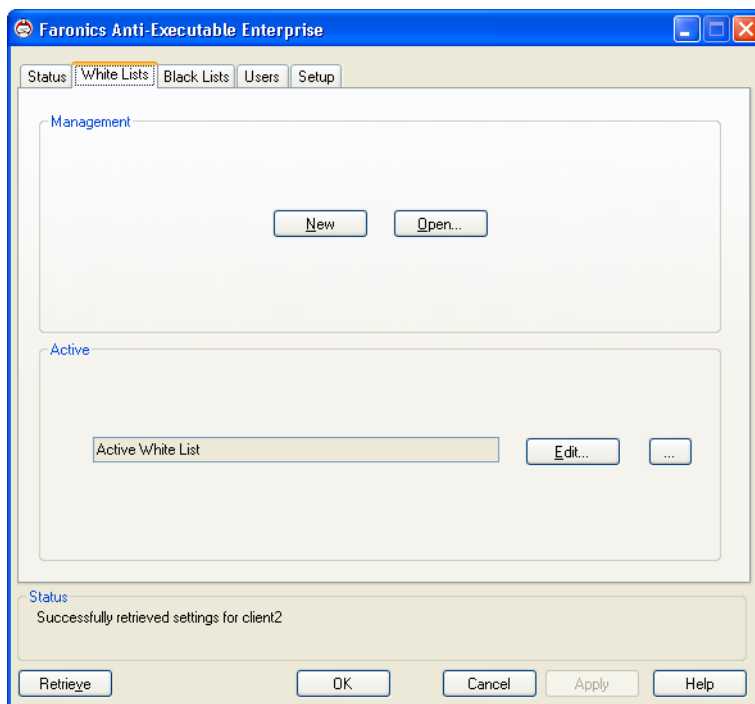 Faronics Anti-Executable Enterprise
Status White Lists Black Lists Users Setup
Management
New Open...
Active
Active White List Edit... ...
Status
Successfully retrieved settings for client2
Retrieve OK Cancel Apply Help